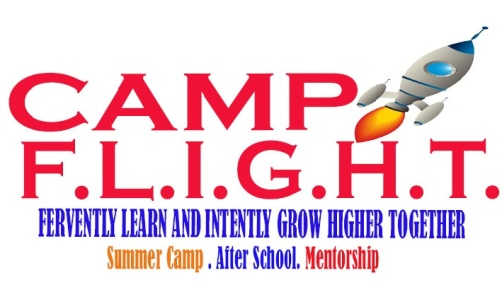 CAMP
F.L.I.G.H.T.
FERVENTLY LEARN AND INTENTLY GROW HIGHER TOGETHER
Summer Camp . After School. Mentorship